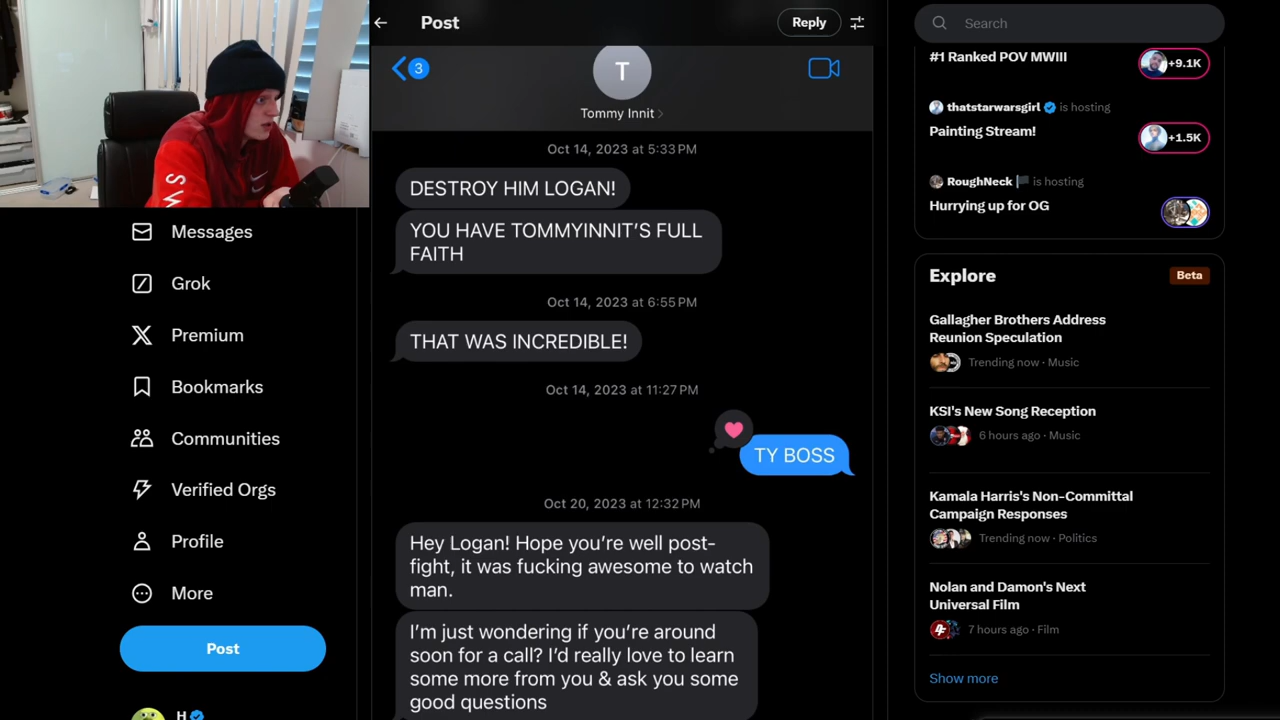 Post
Reply
3
T
Tommy Innit
Oct 14, 2023 at 5:33 PM
DESTROY HIM LOGAN!
YOU HAVE TOMMYINNIT'S FULL
FAITH
Oct 14, 2023 at 6:55 PM
THAT WAS INCREDIBLE!
Oct 14, 2023 at 11:27 PM
TY BOSS
Oct 20, 2023 at 12:32 PM
Hey Logan! Hope you're well post-
fight, it was fucking awesome to watch
man.
I'm just wondering if you're around
soon for a call? I'd really love to learn
some more from you & ask you some
good questions
SW
Messages
Grok
Premium
Bookmarks
Communities
Verified Orgs
Profile
More
Post
H
Search
#1 Ranked POV MWIII
+9.1K
thatstarwarsgirl is hosting
Painting Stream!
+1.5K
RoughNeck is hosting
Hurrying up for OG
Explore
Beta
Gallagher Brothers Address
Reunion Speculation
Trending now · Music
KSI's New Song Reception
6 hours ago · Music
Kamala Harris's Non-Committal
Campaign Responses
Trending now · Politics
Nolan and Damon's Next
Universal Film
7 hours ago · Film
Show more